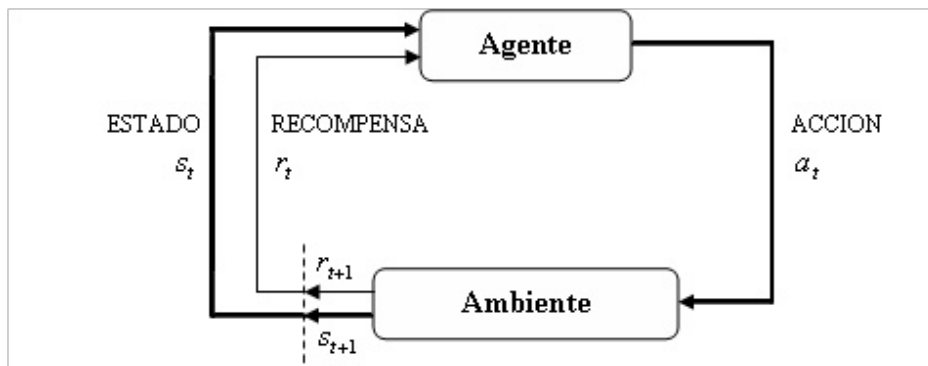 Agente
ESTADO
s_t
RECOMPENSA
r_t
ACCION
a_t
r_{t+1}
Ambiente
s_{t+1}